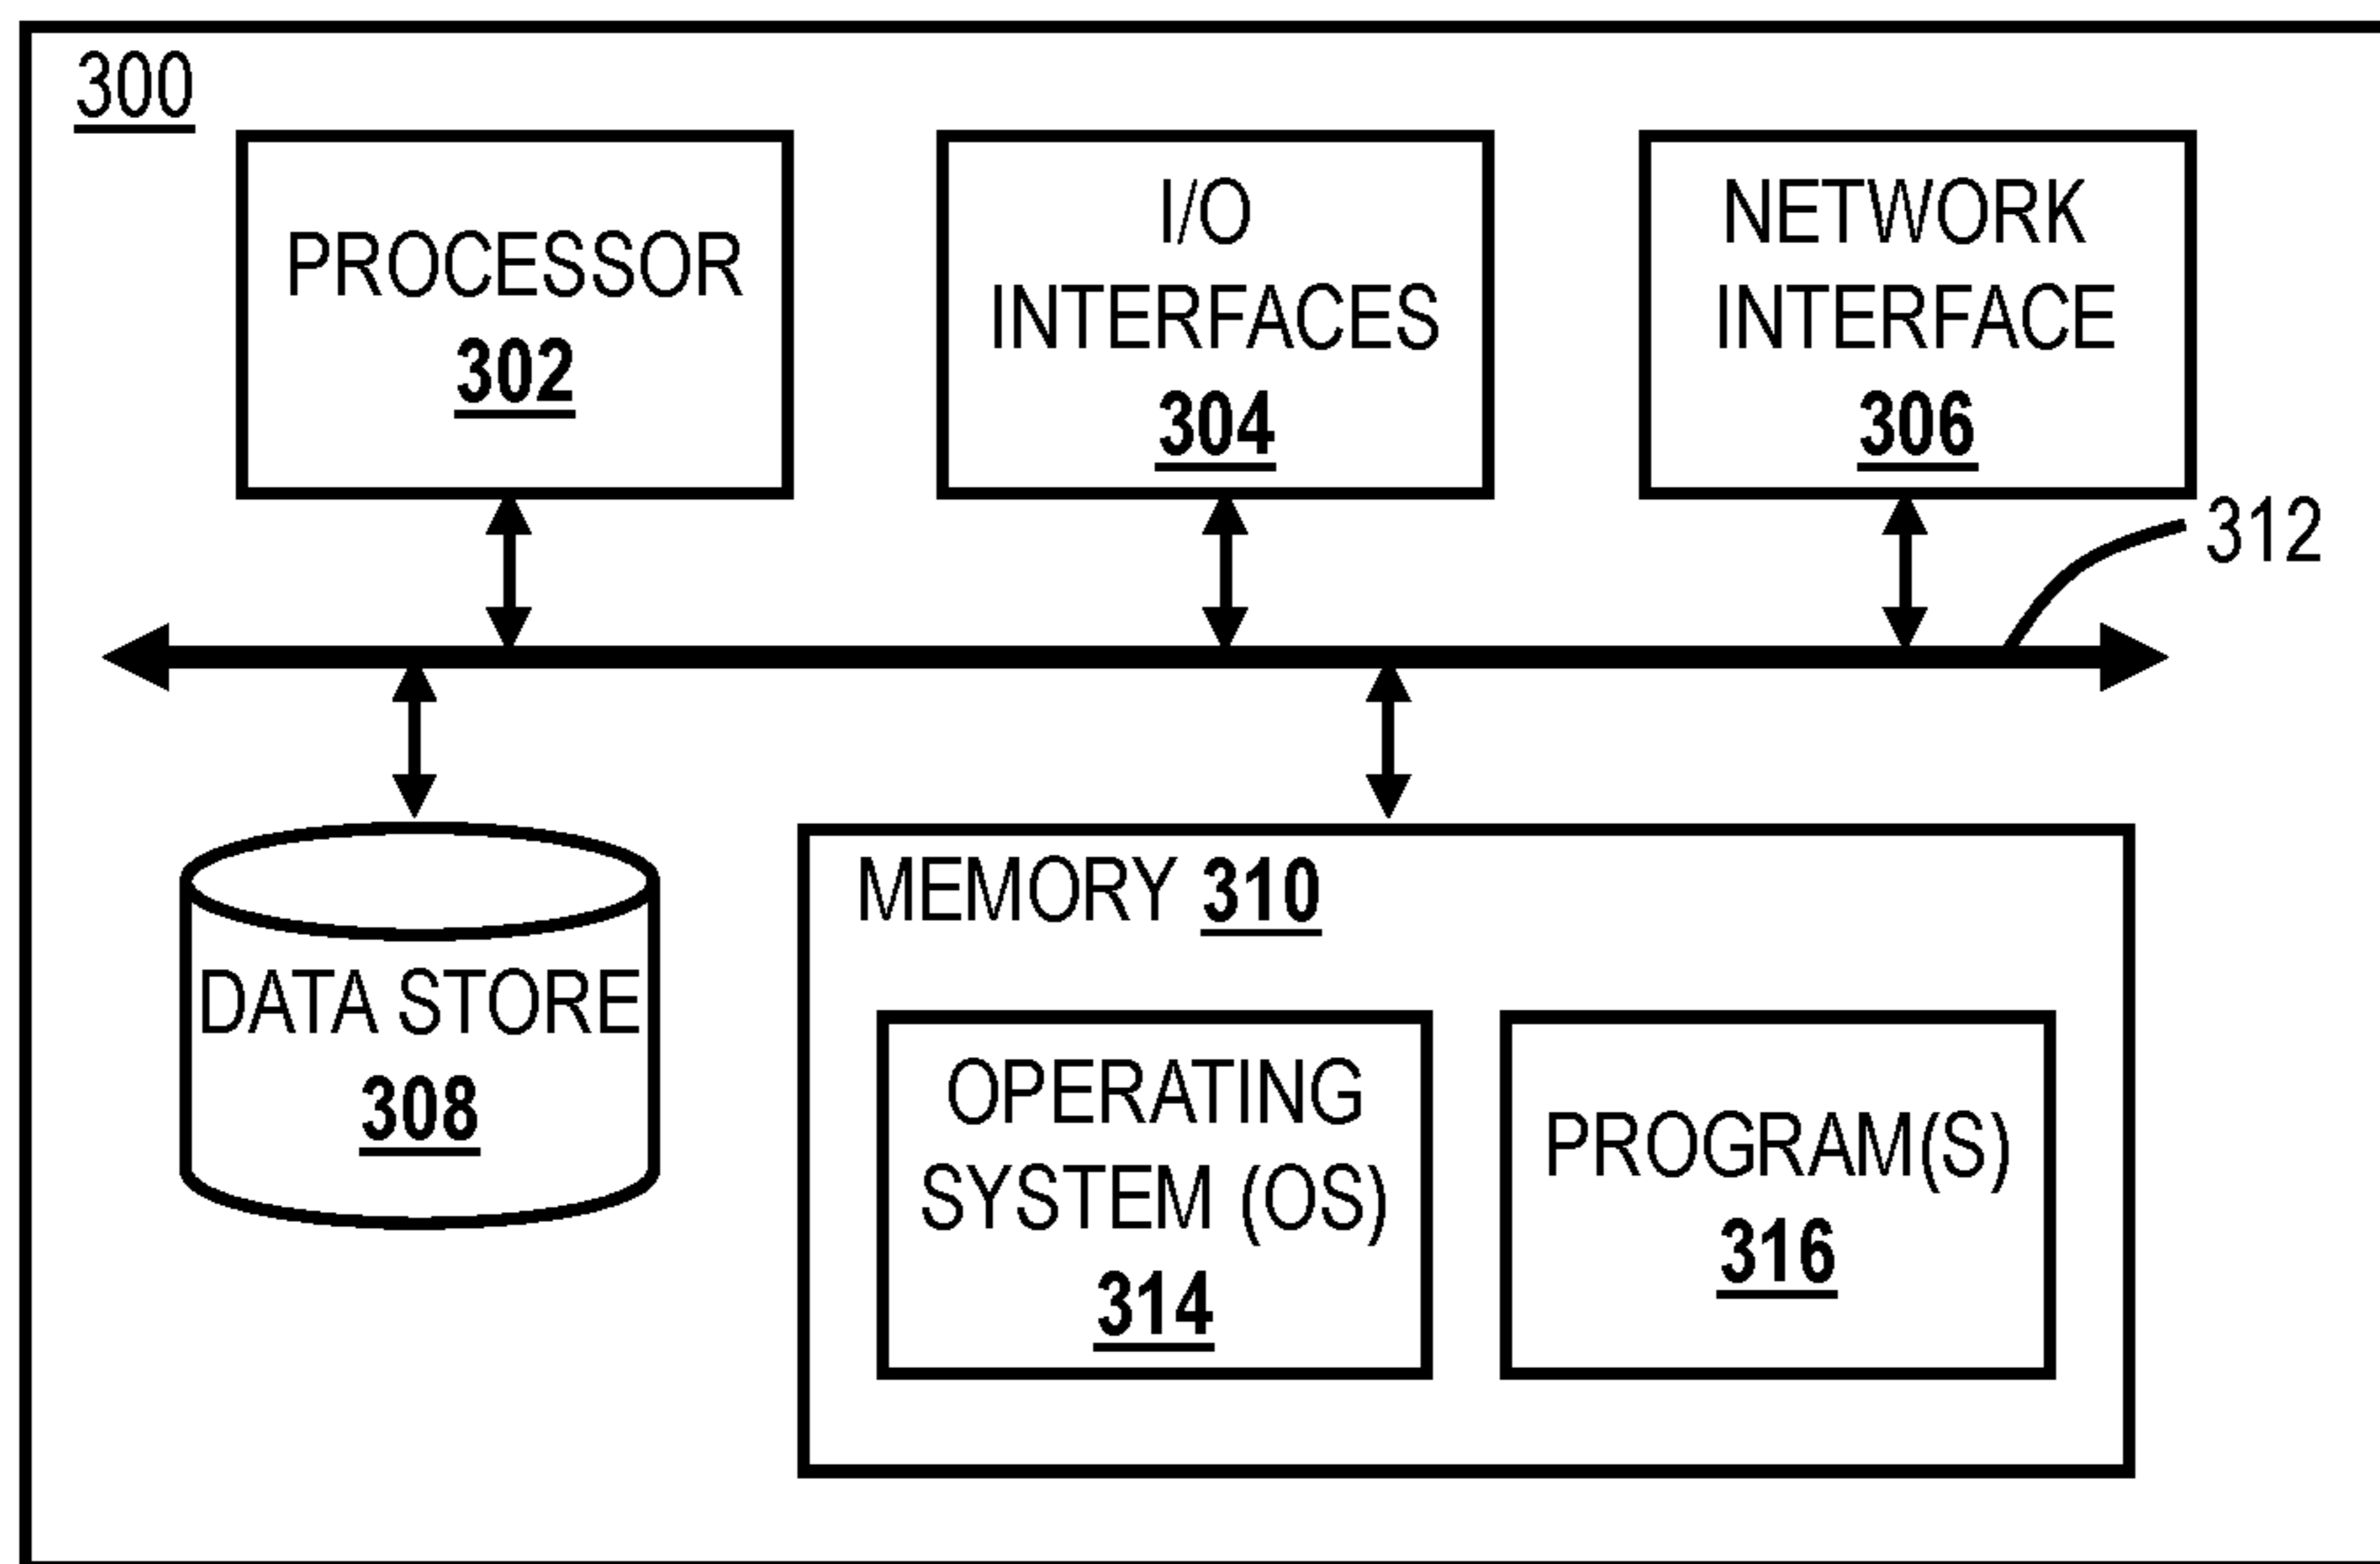 300
PROCESSOR
302
I/O
INTERFACES
304
NETWORK
INTERFACE
306
312
DATA STORE
308
MEMORY 310
OPERATING
SYSTEM (OS)
314
PROGRAM(S)
316